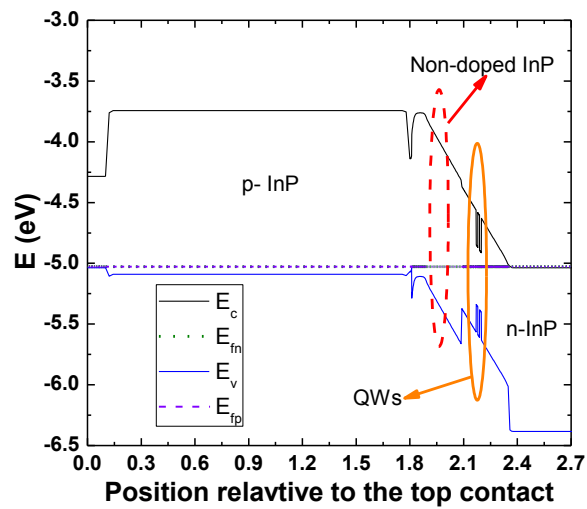 -3.0
-3.5
-4.0
-4.5
-5.0
-5.5
-6.0
-6.5
E (eV)
Non-doped InP
p- InP
n-InP
QWs
E_c
E_fn
E_v
E_fp
0.0 0.3 0.6 0.9 1.2 1.5 1.8 2.1 2.4 2.7
Position relavtive to the top contact